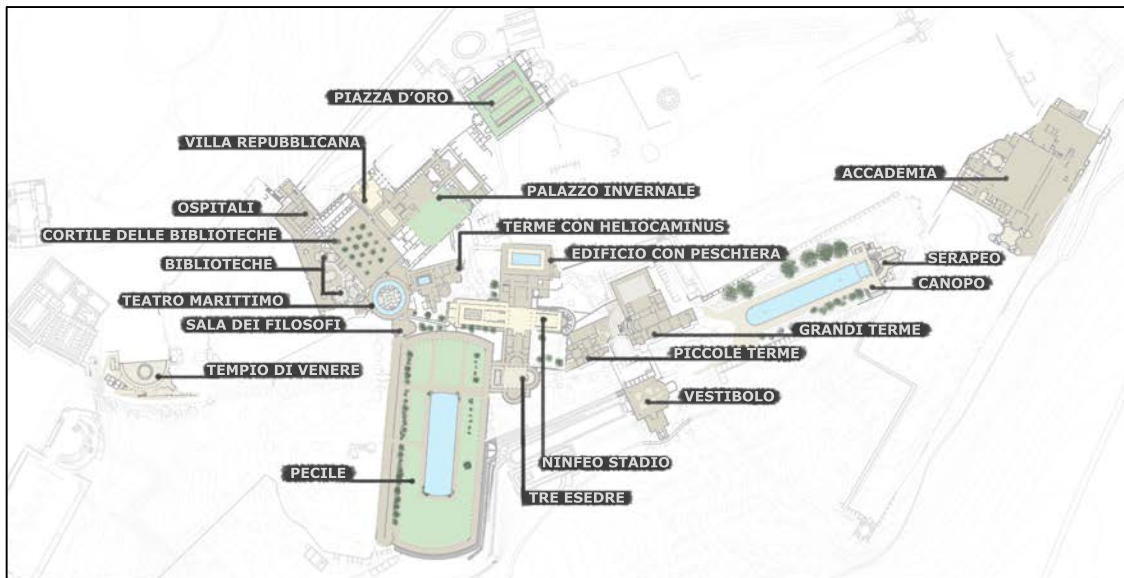 PIAZZA D'ORO
VILLA REPUBBLICANA
ACCADEMIA
PALAZZO INVERNALE
OSPITALI
TERME CON HELIOCAMINUS
CORTILE DELLE BIBLIOTECHE
EDIFICIO CON PESCHIERA
SERAPEO
BIBLIOTECHE
CANOPO
TEATRO MARITTIMO
SALA DEI FILOSOFI
GRANDI TERME
PICCOLE TERME
TEMPIO DI VENERE
VESTIBOLO
NINFEO STADIO
PECILE
TRE ESEDRE